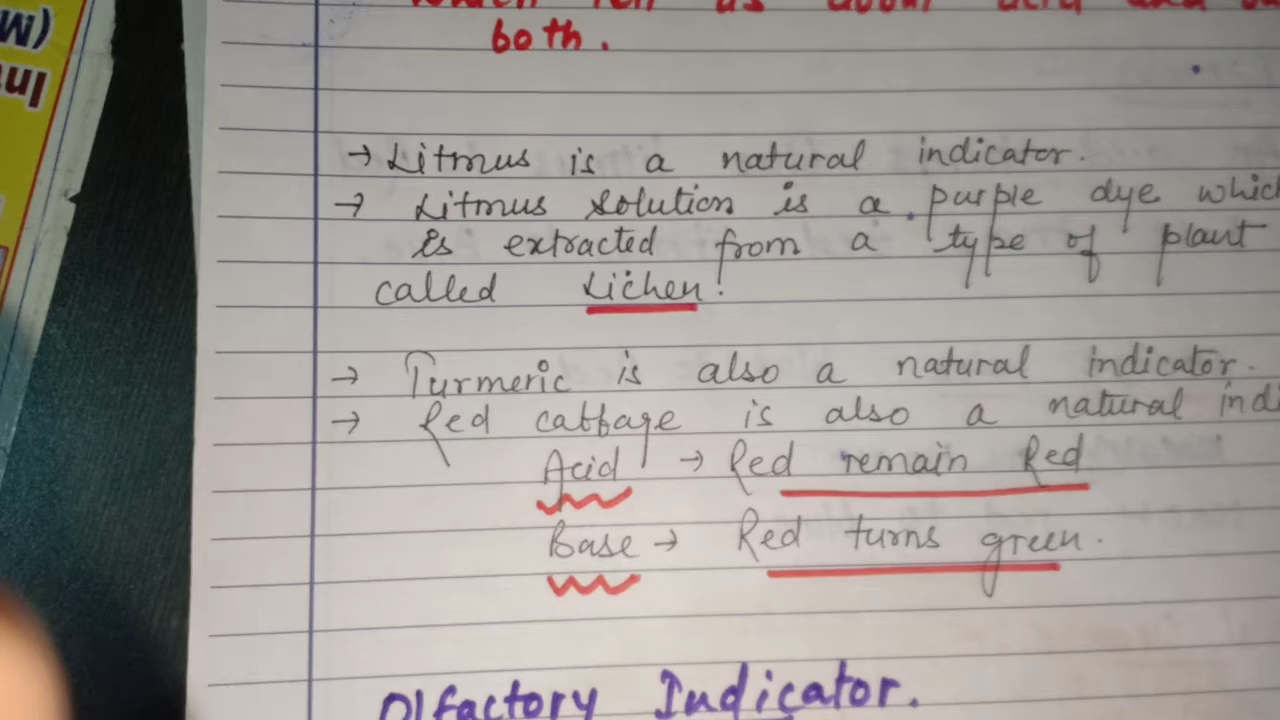 both.
→ Litmus is a natural indicator.
→ Litmus solution is a purple dye which
is extracted from a type of plant
called Lichen.
→ Turmeric is also a natural indicator.
→ Red cabbage is also a natural ind
Acid → Red remain Red
Base → Red turns green.
Olfactory Indicator.